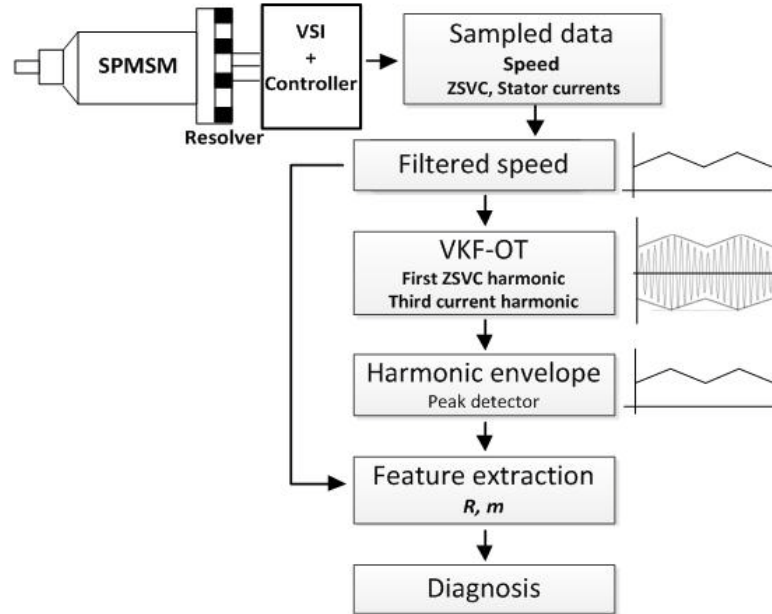 SPMSM
Resolver
VSI
+
Controller
Sampled data
Speed
ZSVC, Stator currents
Filtered speed
VKF-OT
First ZSVC harmonic
Third current harmonic
Harmonic envelope
Peak detector
Feature extraction
R, m
Diagnosis